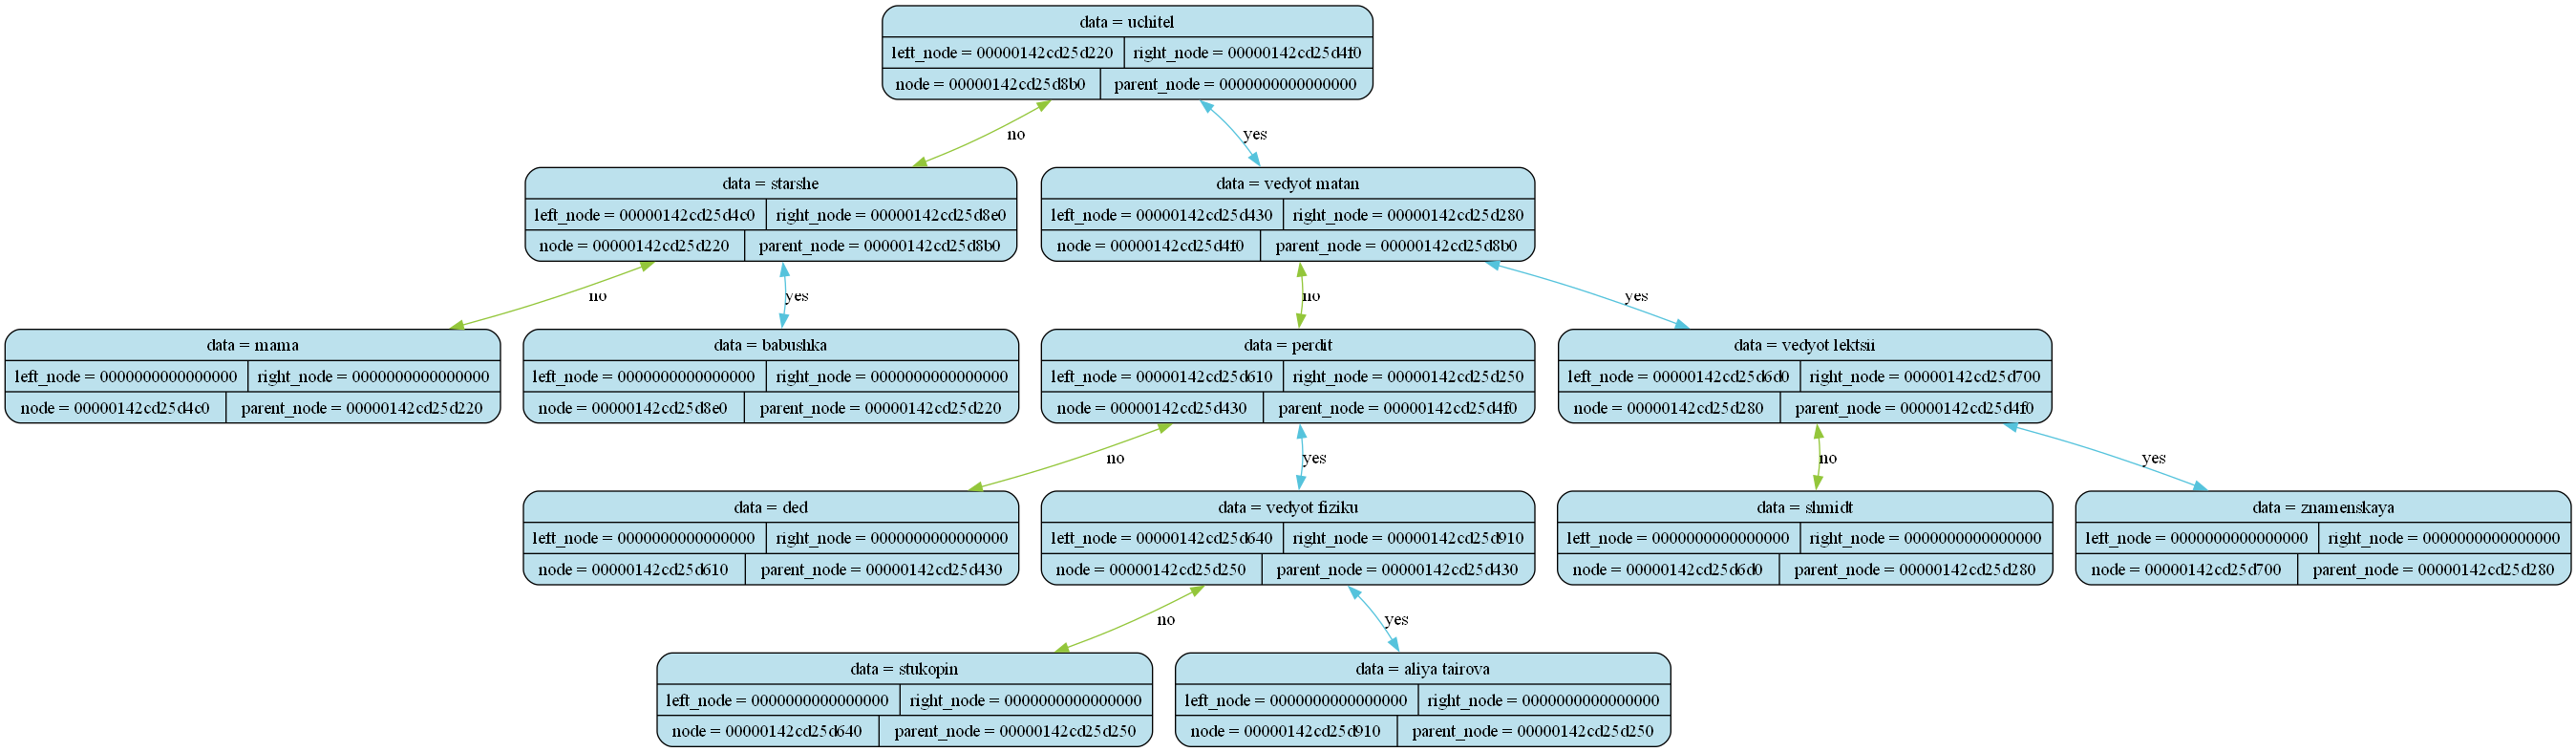 data = uchitel
left_node = 00000142cd25d220 right_node = 00000142cd25d4f0
node = 00000142cd25d8b0 parent_node = 0000000000000000
no yes
data = starshe
left_node = 00000142cd25d4c0 right_node = 00000142cd25d8e0
node = 00000142cd25d220 parent_node = 00000142cd25d8b0
data = vedyot matan
left_node = 00000142cd25d430 right_node = 00000142cd25d280
node = 00000142cd25d4f0 parent_node = 00000142cd25d8b0
no yes no yes
data = mama
left_node = 0000000000000000 right_node = 0000000000000000
node = 00000142cd25d4c0 parent_node = 00000142cd25d220
data = babushka
left_node = 0000000000000000 right_node = 0000000000000000
node = 00000142cd25d8e0 parent_node = 00000142cd25d220
data = perdit
left_node = 00000142cd25d610 right_node = 00000142cd25d250
node = 00000142cd25d430 parent_node = 00000142cd25d4f0
data = vedyot lektsii
left_node = 00000142cd25d6d0 right_node = 00000142cd25d700
node = 00000142cd25d280 parent_node = 00000142cd25d4f0
no yes no yes
data = ded
left_node = 0000000000000000 right_node = 0000000000000000
node = 00000142cd25d610 parent_node = 00000142cd25d430
data = vedyot fiziku
left_node = 00000142cd25d640 right_node = 00000142cd25d910
node = 00000142cd25d250 parent_node = 00000142cd25d430
data = shmidt
left_node = 0000000000000000 right_node = 0000000000000000
node = 00000142cd25d6d0 parent_node = 00000142cd25d280
data = znamenskaya
left_node = 0000000000000000 right_node = 0000000000000000
node = 00000142cd25d700 parent_node = 00000142cd25d280
no yes
data = stukopin
left_node = 0000000000000000 right_node = 0000000000000000
node = 00000142cd25d640 parent_node = 00000142cd25d250
data = aliya tairova
left_node = 0000000000000000 right_node = 0000000000000000
node = 00000142cd25d910 parent_node = 00000142cd25d250